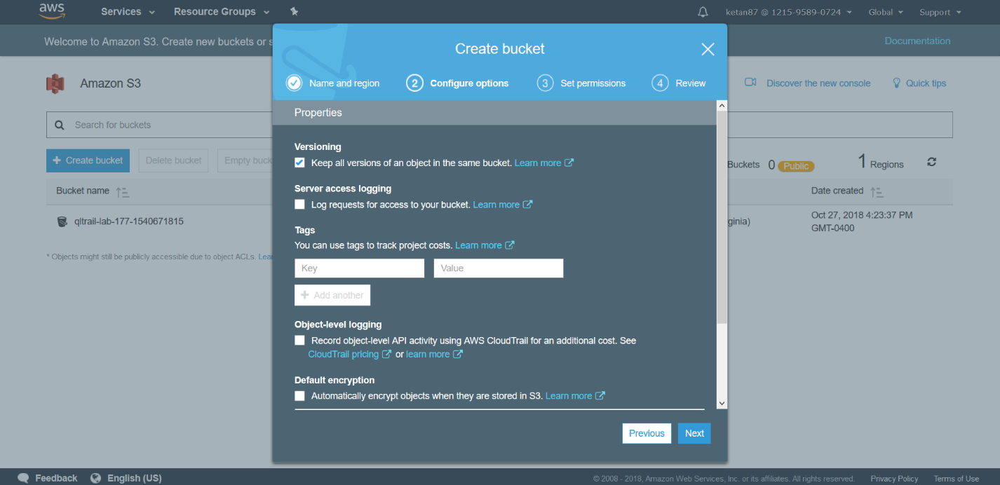 aws Services Resource Groups ketan87 @ 1215-9589-0724 Global Support
Welcome to Amazon S3. Create new buckets or s
Documentation
Create bucket
Name and region 2 Configure options 3 Set permissions 4 Review
Amazon S3
Discover the new console Quick tips
Properties
Search for buckets
Versioning
Keep all versions of an object in the same bucket. Learn more
+ Create bucket Delete bucket Empty buck
Buckets 0 Public 1 Regions
Server access logging
Log requests for access to your bucket. Learn more
Bucket name
Date created
qltrail-lab-177-1540671815
ginia)
Oct 27, 2018 4:23:37 PM
GMT-0400
Tags
You can use tags to track project costs. Learn more
* Objects might still be publicly accessible due to object ACLs. Lear
Key Value
+ Add another
Object-level logging
Record object-level API activity using AWS CloudTrail for an additional cost. See
CloudTrail pricing or learn more
Default encryption
Automatically encrypt objects when they are stored in S3. Learn more
Previous Next
Feedback English (US) © 2008 - 2018, Amazon Web Services, Inc. or its affiliates. All rights reserved. Privacy Policy Terms of Use